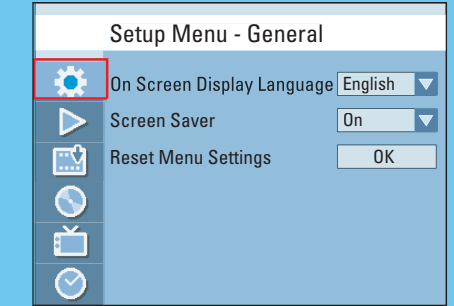 Setup Menu - General
On Screen Display Language English
Screen Saver On
Reset Menu Settings OK